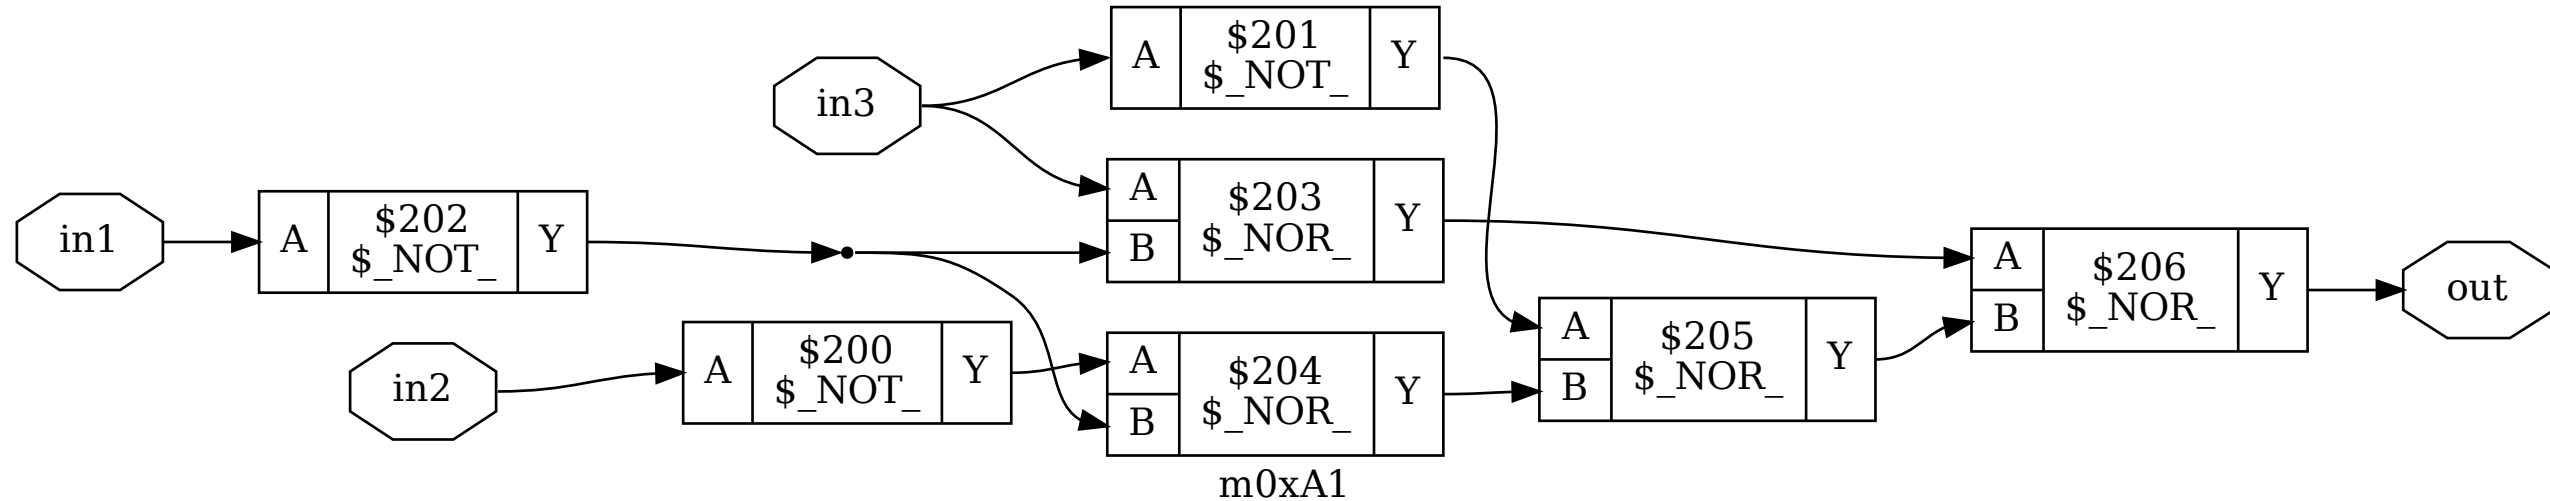 in1
A
$202
$_NOT_
Y
in2
A
$200
$_NOT_
Y
in3
A
$201
$_NOT_
Y
A
B
$203
$_NOR_
Y
A
B
$204
$_NOR_
Y
A
B
$205
$_NOR_
Y
A
B
$206
$_NOR_
Y
out
m0xA1